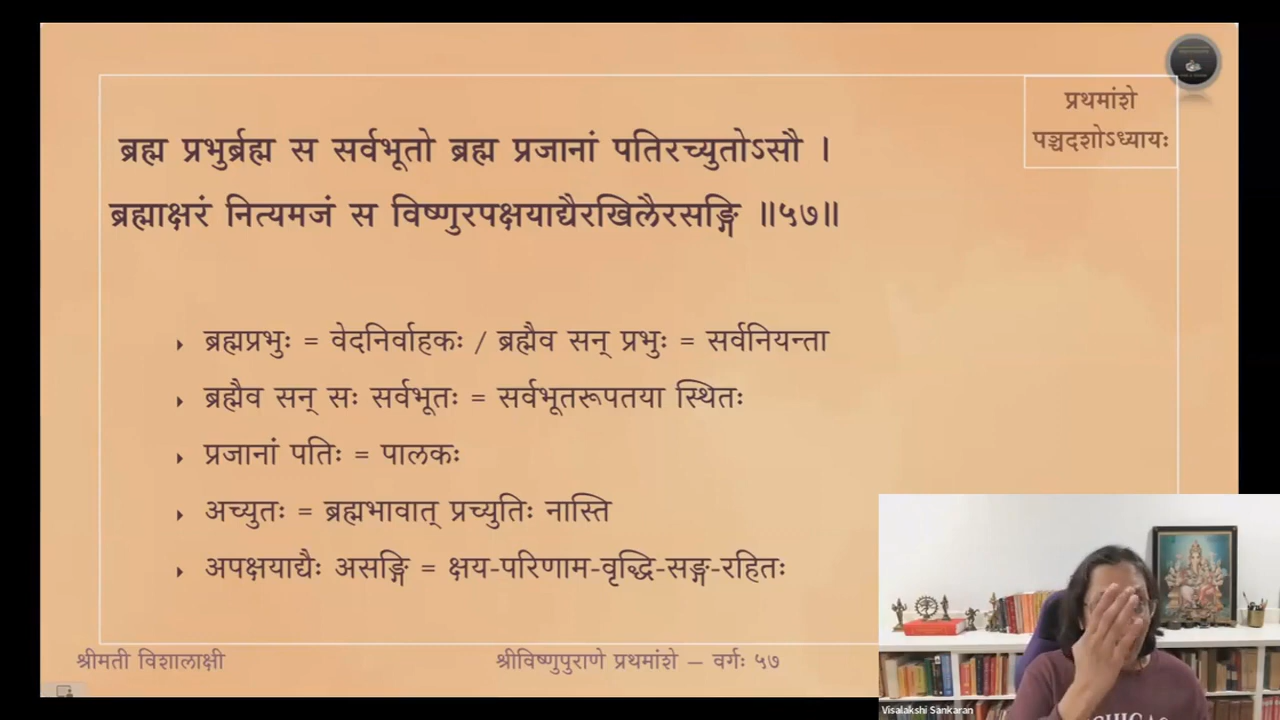 प्रथमांशे
पञ्चदशोऽध्यायः
ब्रह्म प्रभुर्ब्रह्म स सर्वभूतो ब्रह्म प्रजानां पतिरच्युतोऽसौ ।
ब्रह्माक्षरं नित्यमजं स विष्णुरपक्षयाद्यैरखिलैरसङ्गि ॥५७॥
ब्रह्मप्रभुः = वेदनिर्वाहकः / ब्रह्मैव सन् प्रभुः = सर्वनियन्ता
ब्रह्मैव सन् सः सर्वभूतः = सर्वभूतरूपतया स्थितः
प्रजानां पतिः = पालकः
अच्युतः = ब्रह्मभावात् प्रच्युतिः नास्ति
अपक्षयाद्यैः असङ्गि = क्षय-परिणाम-वृद्धि-सङ्ग-रहितः
श्रीमती विशालाक्षी
श्रीविष्णुपुराणे प्रथमांशे – वर्गः ५७
Visalakshi Sankaran